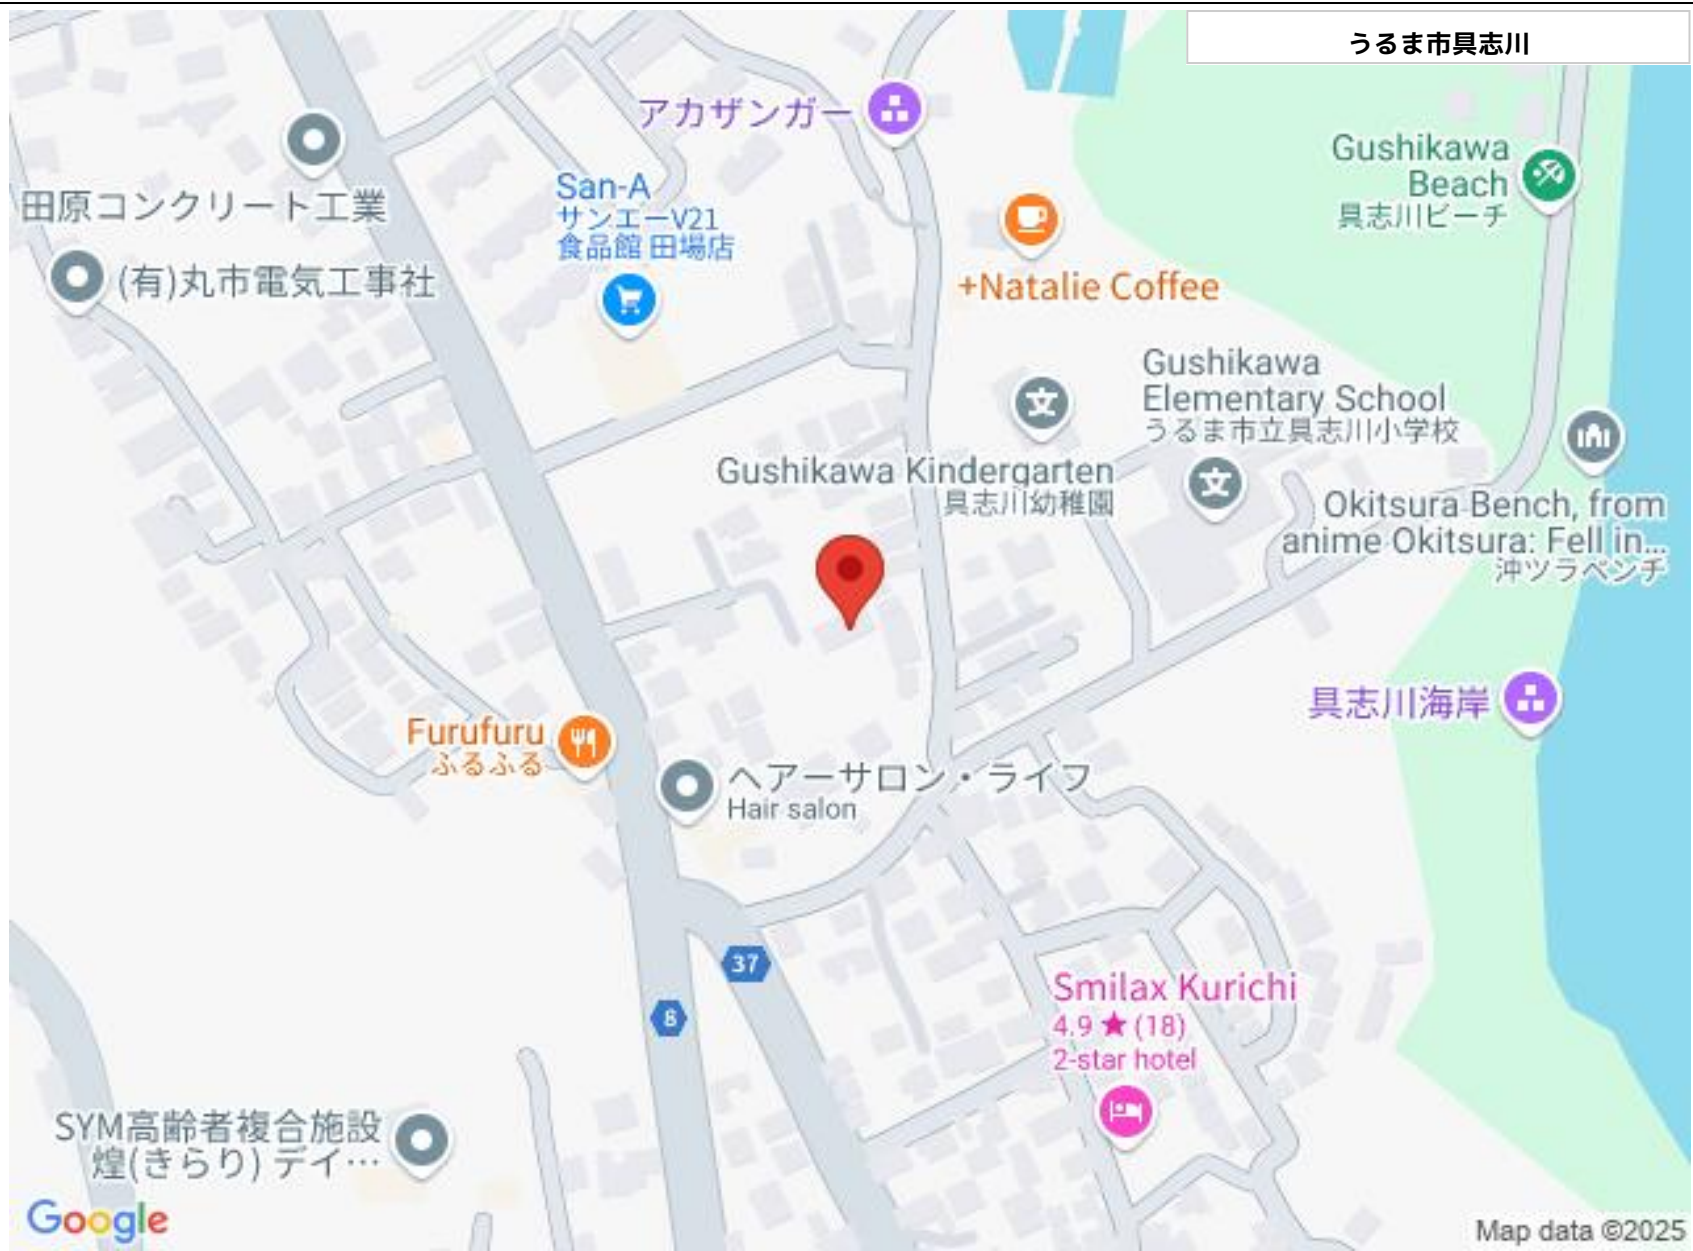 うるま市具志川
アカザンガー
Gushikawa
Beach
具志川ビーチ
San-A
サンエーV21
食品館 田場店
田原コンクリート工業
(有)丸市電気工事社
+Natalie Coffee
Gushikawa
Elementary School
うるま市立具志川小学校
Gushikawa Kindergarten
具志川幼稚園
Okitsura Bench, from
anime Okitsura: Fell in...
沖ツラベンチ
具志川海岸
Furufuru
ふるふる
ヘアーサロン・ライフ
Hair salon
37
8
Smilax Kurichi
4.9 ★ (18)
2-star hotel
SYM高齢者複合施設
煌(きらり) デイ…
Google
Map data ©2025